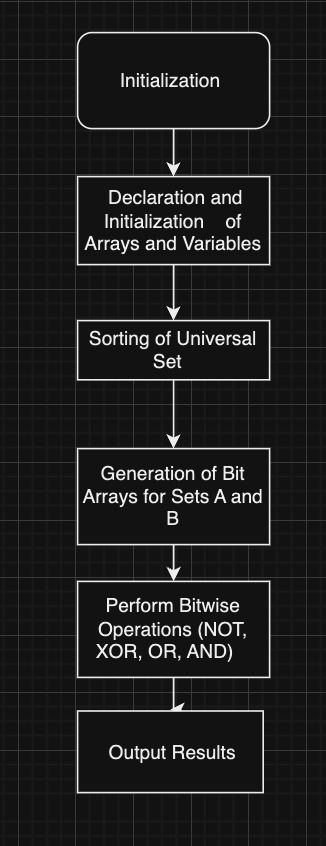 Initialization
Declaration and
Initialization of
Arrays and Variables
Sorting of Universal
Set
Generation of Bit
Arrays for Sets A and
B
Perform Bitwise
Operations (NOT,
XOR, OR, AND)
Output Results